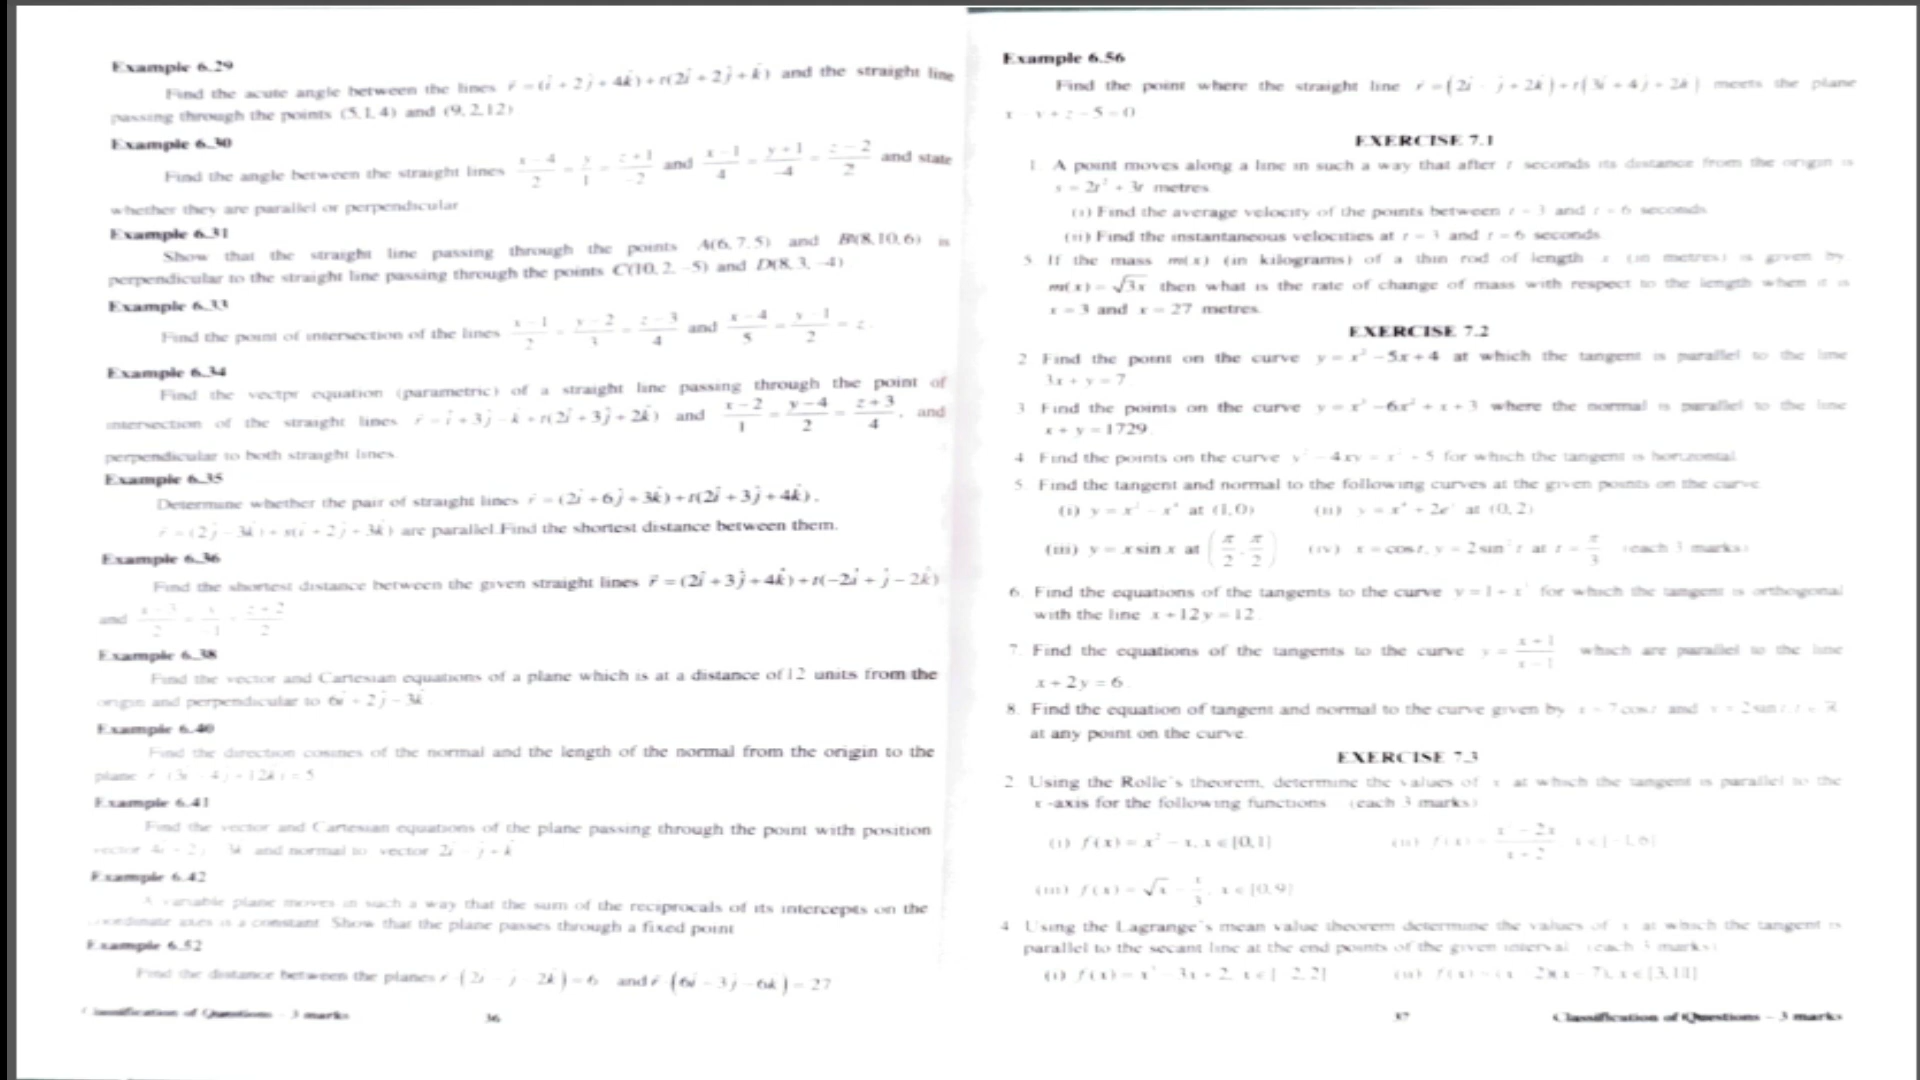 Example 6.29
Find the acute angle between the lines r = (i + 2j + 4k) + t(2i + 2j + k) and the straight line
passing through the points (5,1,4) and (9,2,12)
Example 6.30
Find the angle between the straight lines (x-4)/2 = y/1 = (z+1)/-2 and (x-1)/4 = (y+1)/-4 = (z-2)/2 and state
whether they are parallel or perpendicular
Example 6.31
Show that the straight line passing through the points A(6,7,5) and B(8,10,6) is
perpendicular to the straight line passing through the points C(10,2,-5) and D(8,3,-4)
Example 6.33
Find the point of intersection of the lines (x-1)/2 = (y-2)/3 = (z-3)/4 and (x-4)/5 = (y-1)/2 = z.
Example 6.34
Find the vectpr equation (parametric) of a straight line passing through the point of
intersection of the straight lines r = i + 3j - k + t(2i + 3j + 2k) and (x-2)/1 = (y-4)/2 = (z+3)/4, and
perpendicular to both straight lines
Example 6.35
Determine whether the pair of straight lines r = (2i + 6j + 3k) + t(2i + 3j + 4k),
r = (2j - 3k) + s(i + 2j + 3k) are parallel.Find the shortest distance between them.
Example 6.36
Find the shortest distance between the given straight lines r = (2i + 3j + 4k) + t(-2i + j - 2k)
and (x-3)/2 = /-1 = (z+2)/2
Example 6.38
Find the vector and Cartesian equations of a plane which is at a distance of 12 units from the
origin and perpendicular to 6i + 2j - 3k
Example 6.40
Find the direction cosines of the normal and the length of the normal from the origin to the
plane r (3i - 4j + 12k) = 5
Example 6.41
Find the vector and Cartesian equations of the plane passing through the point with position
vector 4i + 2j 3k and normal to vector 2i - j + k
Example 6.42
A variable plane moves in such a way that the sum of the reciprocals of its intercepts on the
coordinate axes is a constant Show that the plane passes through a fixed point
Example 6.52
Find the distance between the planes r (2i - j - 2k) = 6 and r (6i - 3j - 6k) = 27
Classification of Questions - 3 marks
36
Example 6.56
Find the point where the straight line r = (2i - j + 2k) + t(3i + 4j + 2k) meets the plane
x - y + z - 5 = 0
EXERCISE 7.1
1. A point moves along a line in such a way that after t seconds its distance from the origin is
s = 2t² + 3t metres
(i) Find the average velocity of the points between t = 3 and t = 6 seconds
(ii) Find the instantaneous velocities at t = 3 and t = 6 seconds
5. If the mass m(x) (in kilograms) of a thin rod of length x (in metres) is given by,
m(x) = √3x then what is the rate of change of mass with respect to the length when it is
x = 3 and x = 27 metres.
EXERCISE 7.2
2 Find the point on the curve y = x² - 5x + 4 at which the tangent is parallel to the line
3x + y = 7
3 Find the points on the curve y = x³ - 6x² + x + 3 where the normal is parallel to the line
x + y = 1729
4 Find the points on the curve y² - 4xy = x² + 5 for which the tangent is horizontal
5. Find the tangent and normal to the following curves at the given points on the curve
(i) y = x² - x⁴ at (1,0) (ii) y = x⁴ + 2eˣ at (0,2)
(iii) y = x sin x at (π/2, π/2) (iv) x = cos t, y = 2 sin² t at t = π/3 (each 3 marks)
6. Find the equations of the tangents to the curve y = 1 + x³ for which the tangent is orthogonal
with the line x + 12y = 12.
7. Find the equations of the tangents to the curve y = (x+1)/(x-1) which are parallel to the line
x + 2y = 6.
8. Find the equation of tangent and normal to the curve given by x = 7cos t and y = 2sin t, t ∈ R
at any point on the curve.
EXERCISE 7.3
2 Using the Rolle's theorem, determine the values of x at which the tangent is parallel to the
x -axis for the following functions (each 3 marks)
(i) f(x) = x² - x, x ∈ [0,1] (ii) f(x) = (x² - 2x)/(x + 2) x ∈ [-1,6]
(iii) f(x) = √x - x/3, x ∈ [0,9]
4 Using the Lagrange's mean value theorem determine the values of x at which the tangent is
parallel to the secant line at the end points of the given interval (each 3 marks)
(i) f(x) = x³ - 3x + 2, x ∈ [-2,2] (ii) f(x) = (x - 2)(x - 7), x ∈ [3,11]
37
Classification of Questions - 3 marks